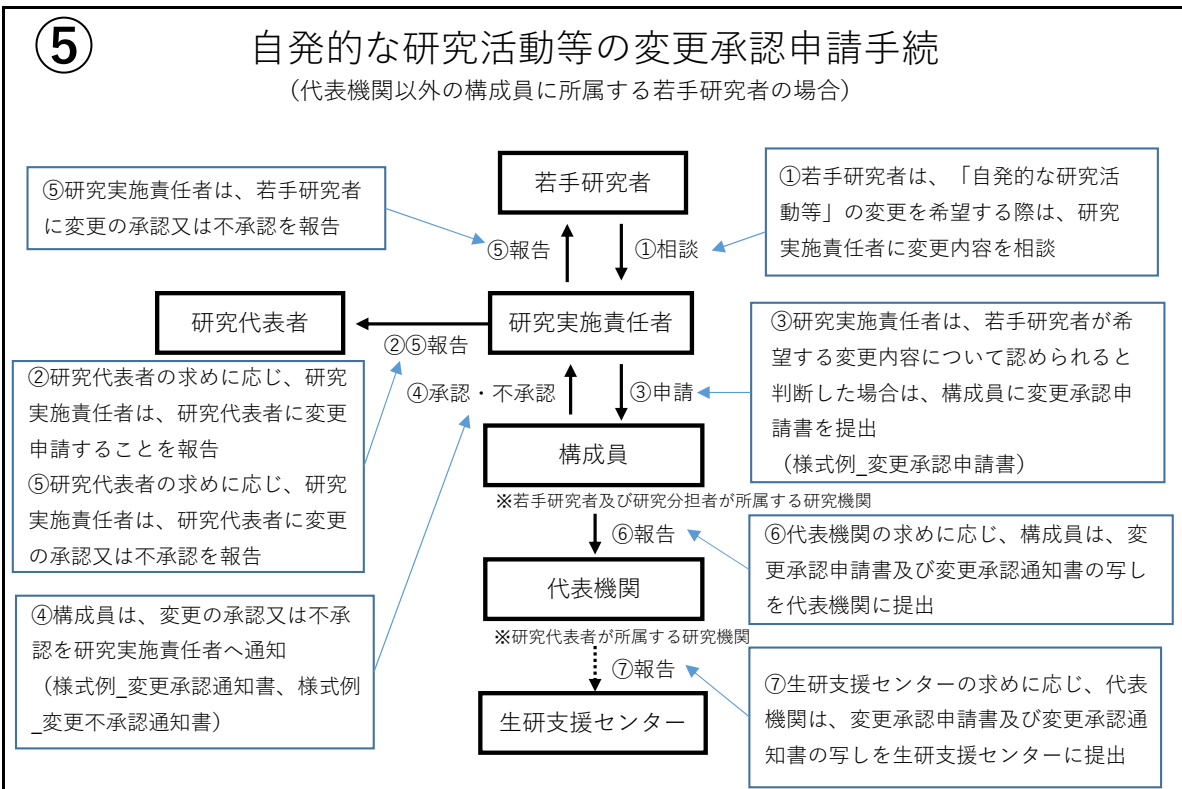 ⑤
自発的な研究活動等の変更承認申請手続
（代表機関以外の構成員に所属する若手研究者の場合）
⑤研究実施責任者は、若手研究者
に変更の承認又は不承認を報告
若手研究者
①若手研究者は、「自発的な研究活
動等」の変更を希望する際は、研究
実施責任者に変更内容を相談
⑤報告
①相談
研究代表者
研究実施責任者
②⑤報告
②研究代表者の求めに応じ、研究
実施責任者は、研究代表者に変更
申請することを報告
⑤研究代表者の求めに応じ、研究
実施責任者は、研究代表者に変更
の承認又は不承認を報告
④承認・不承認
③申請
③研究実施責任者は、若手研究者が希
望する変更内容について認められると
判断した場合は、構成員に変更承認申
請書を提出
（様式例_変更承認申請書）
構成員
※若手研究者及び研究分担者が所属する研究機関
⑥報告
⑥代表機関の求めに応じ、構成員は、変
更承認申請書及び変更承認通知書の写し
を代表機関に提出
代表機関
※研究代表者が所属する研究機関
④構成員は、変更の承認又は不承
認を研究実施責任者へ通知
（様式例_変更承認通知書、様式例
_変更不承認通知書）
⑦報告
⑦生研支援センターの求めに応じ、代表
機関は、変更承認申請書及び変更承認通
知書の写しを生研支援センターに提出
生研支援センター